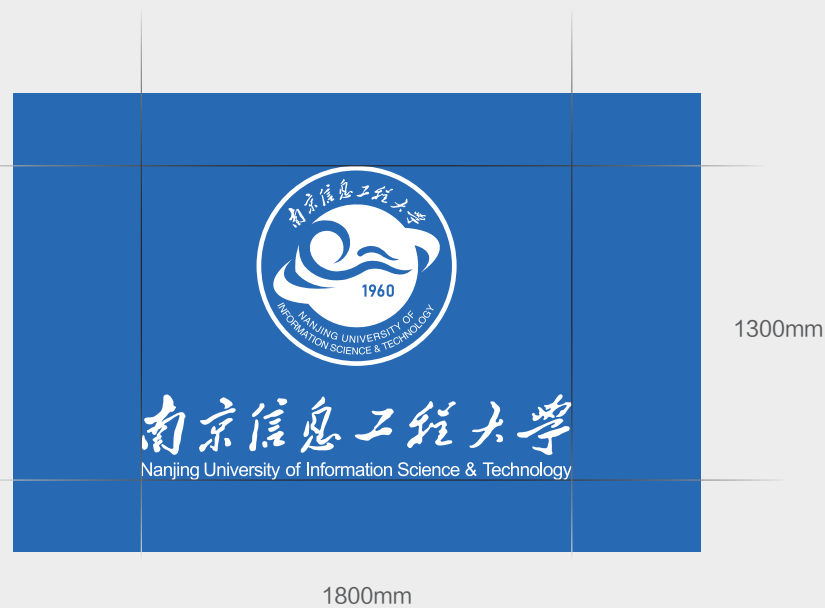 南京信息工程大学
1960
NANJING UNIVERSITY OF
INFORMATION SCIENCE & TECHNOLOGY
1300mm
南京信息工程大学
Nanjing University of Information Science & Technology
1800mm